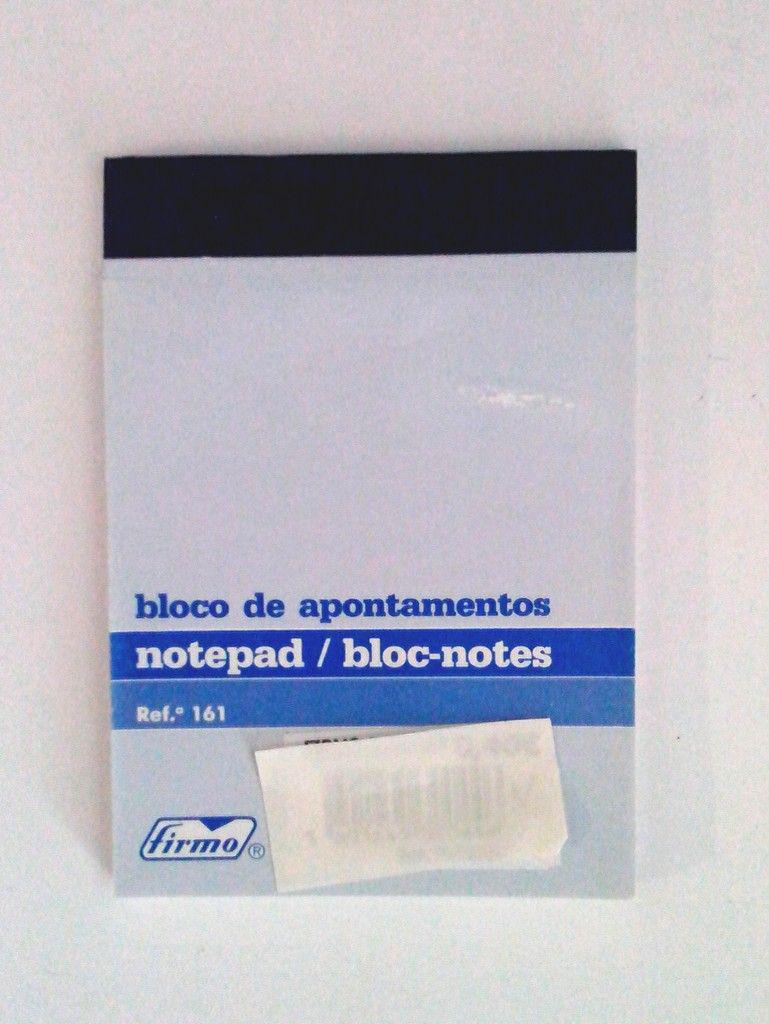 bloco de apontamentos
notepad / bloc-notes
Ref.ª 161
firmo ®